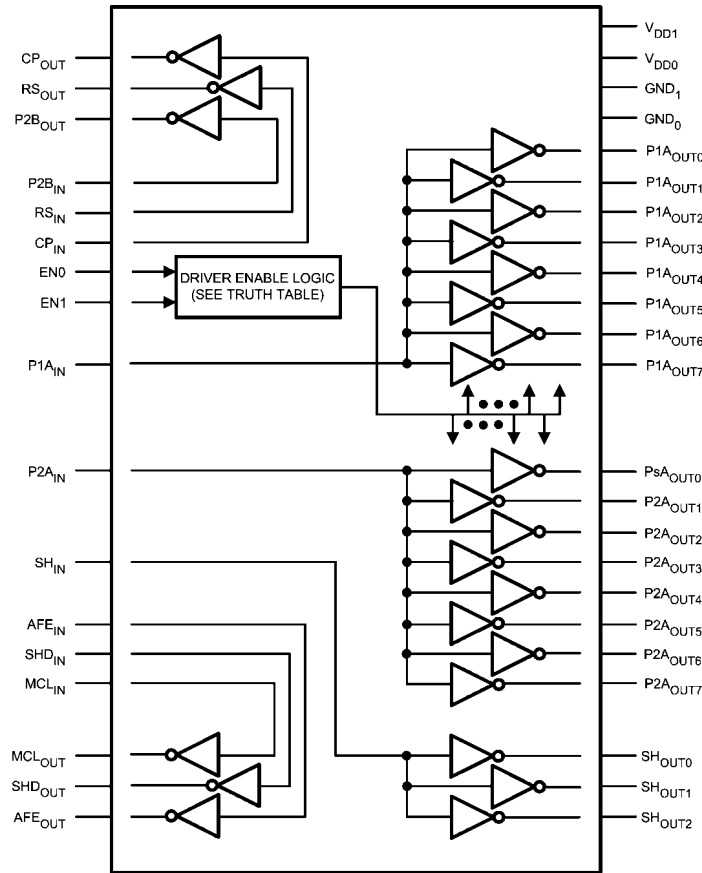 CPOUT
RSOUT
P2BOUT
P2BIN
RSIN
CPIN
EN0
EN1
P1AIN
P2AIN
SHIN
AFEIN
SHDIN
MCLIN
MCLOUT
SHDOUT
AFEOUT
DRIVER ENABLE LOGIC
(SEE TRUTH TABLE)
VDD1
VDD0
GND1
GND0
P1AOUT0
P1AOUT1
P1AOUT2
P1AOUT3
P1AOUT4
P1AOUT5
P1AOUT6
P1AOUT7
PsAOUT0
P2AOUT1
P2AOUT2
P2AOUT3
P2AOUT4
P2AOUT5
P2AOUT6
P2AOUT7
SHOUT0
SHOUT1
SHOUT2